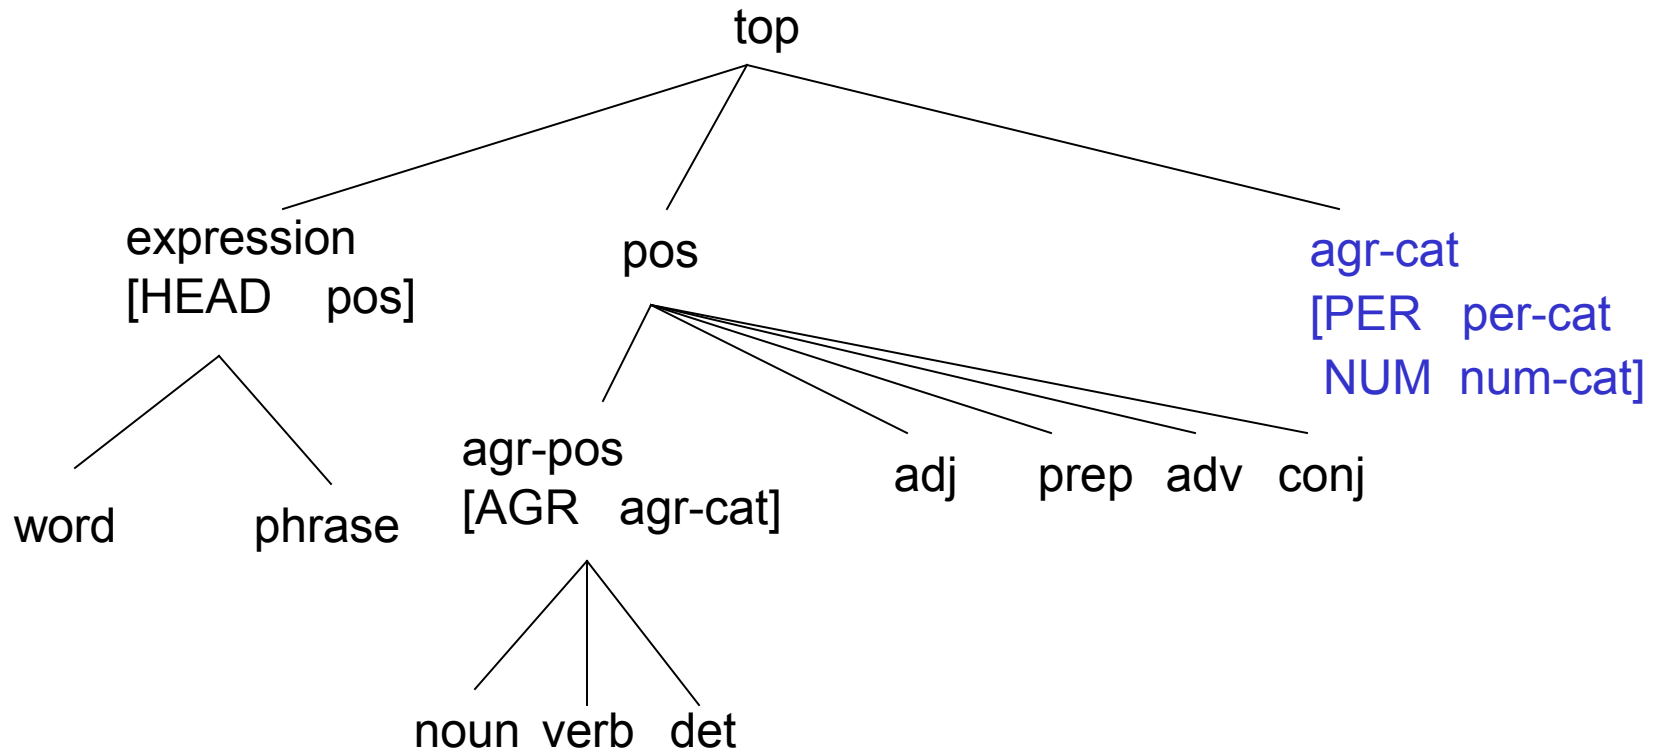 top
expression
[HEAD pos]
pos
agr-cat
[PER per-cat
NUM num-cat]
word
phrase
agr-pos
[AGR agr-cat]
adj
prep
adv
conj
noun
verb
det